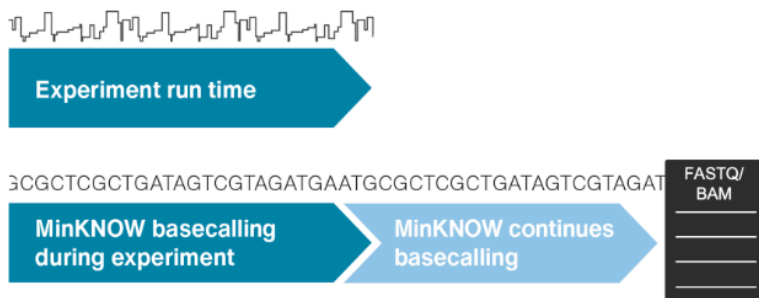 Experiment run time
GCGCTCGCTGATAGTCGTAGATGAATGCGCTCGCTGATAGTCGTAGAT
FASTQ/
BAM
MinKNOW basecalling
during experiment
MinKNOW continues
basecalling